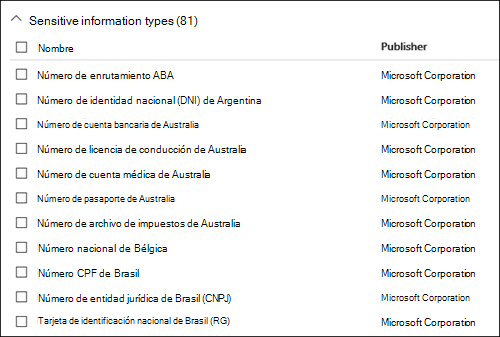 Sensitive information types (81)
Nombre Publisher
Número de enrutamiento ABA Microsoft Corporation
Número de identidad nacional (DNI) de Argentina Microsoft Corporation
Número de cuenta bancaria de Australia Microsoft Corporation
Número de licencia de conducción de Australia Microsoft Corporation
Número de cuenta médica de Australia Microsoft Corporation
Número de pasaporte de Australia Microsoft Corporation
Número de archivo de impuestos de Australia Microsoft Corporation
Número nacional de Bélgica Microsoft Corporation
Número CPF de Brasil Microsoft Corporation
Número de entidad jurídica de Brasil (CNPJ) Microsoft Corporation
Tarjeta de identificación nacional de Brasil (RG) Microsoft Corporation